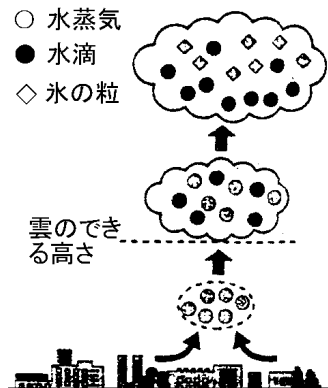 ○ 水蒸気
● 水滴
◇ 氷の粒
雲のでき
る高さ